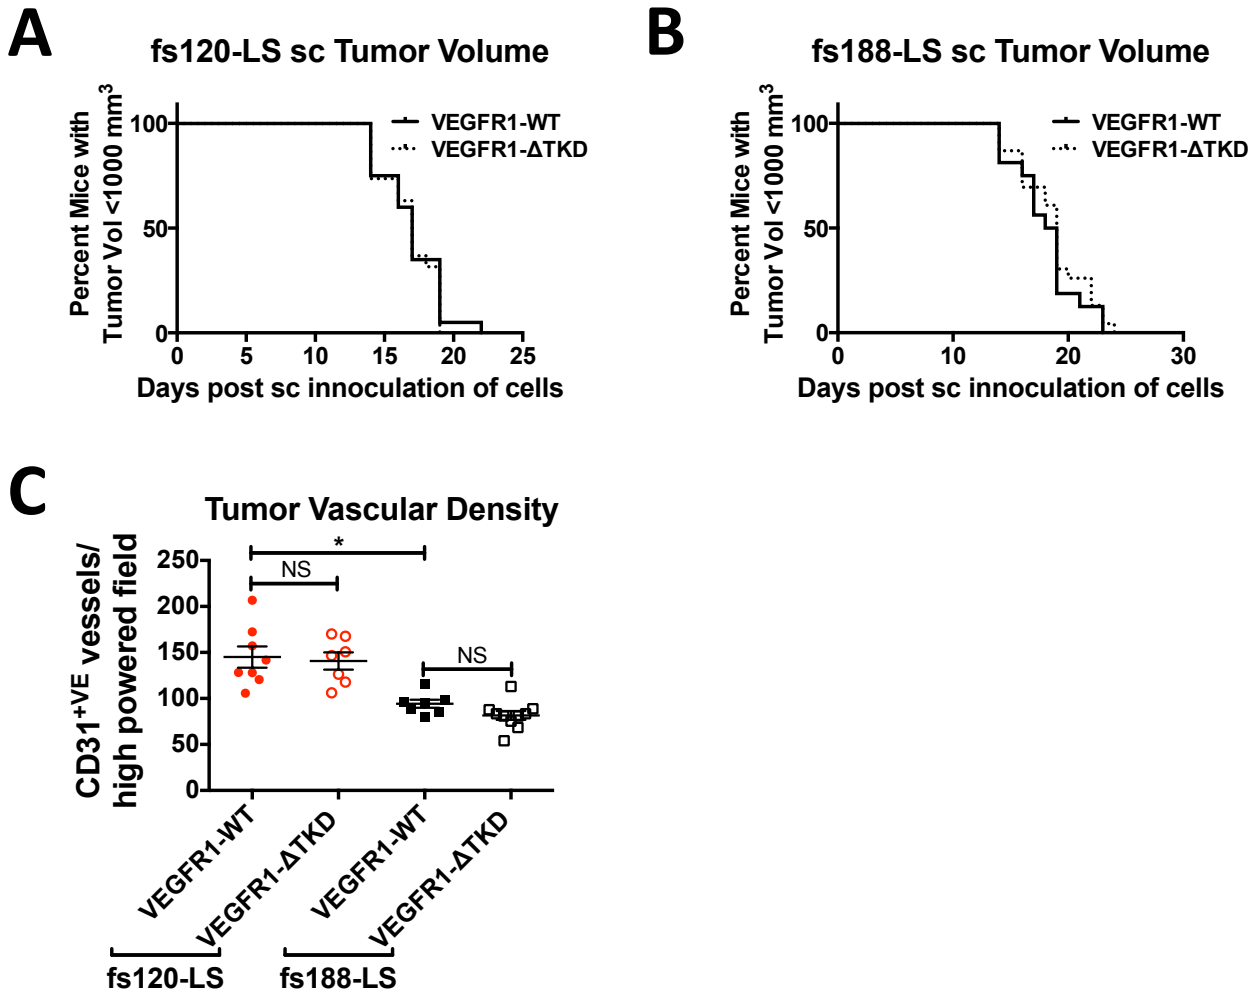 A
fs120-LS sc Tumor Volume
Percent Mice with
Tumor Vol <1000 mm³
100
50
0
VEGFR1-WT
VEGFR1-ΔTKD
0 5 10 15 20 25
Days post sc innoculation of cells
B
fs188-LS sc Tumor Volume
Percent Mice with
Tumor Vol <1000 mm³
100
50
0
VEGFR1-WT
VEGFR1-ΔTKD
0 10 20 30
Days post sc innoculation of cells
C
Tumor Vascular Density
CD31⁺ⱽᴱ vessels/
high powered field
250
200
150
100
50
0
*
NS
NS
VEGFR1-WT
VEGFR1-ΔTKD
VEGFR1-WT
VEGFR1-ΔTKD
fs120-LS
fs188-LS